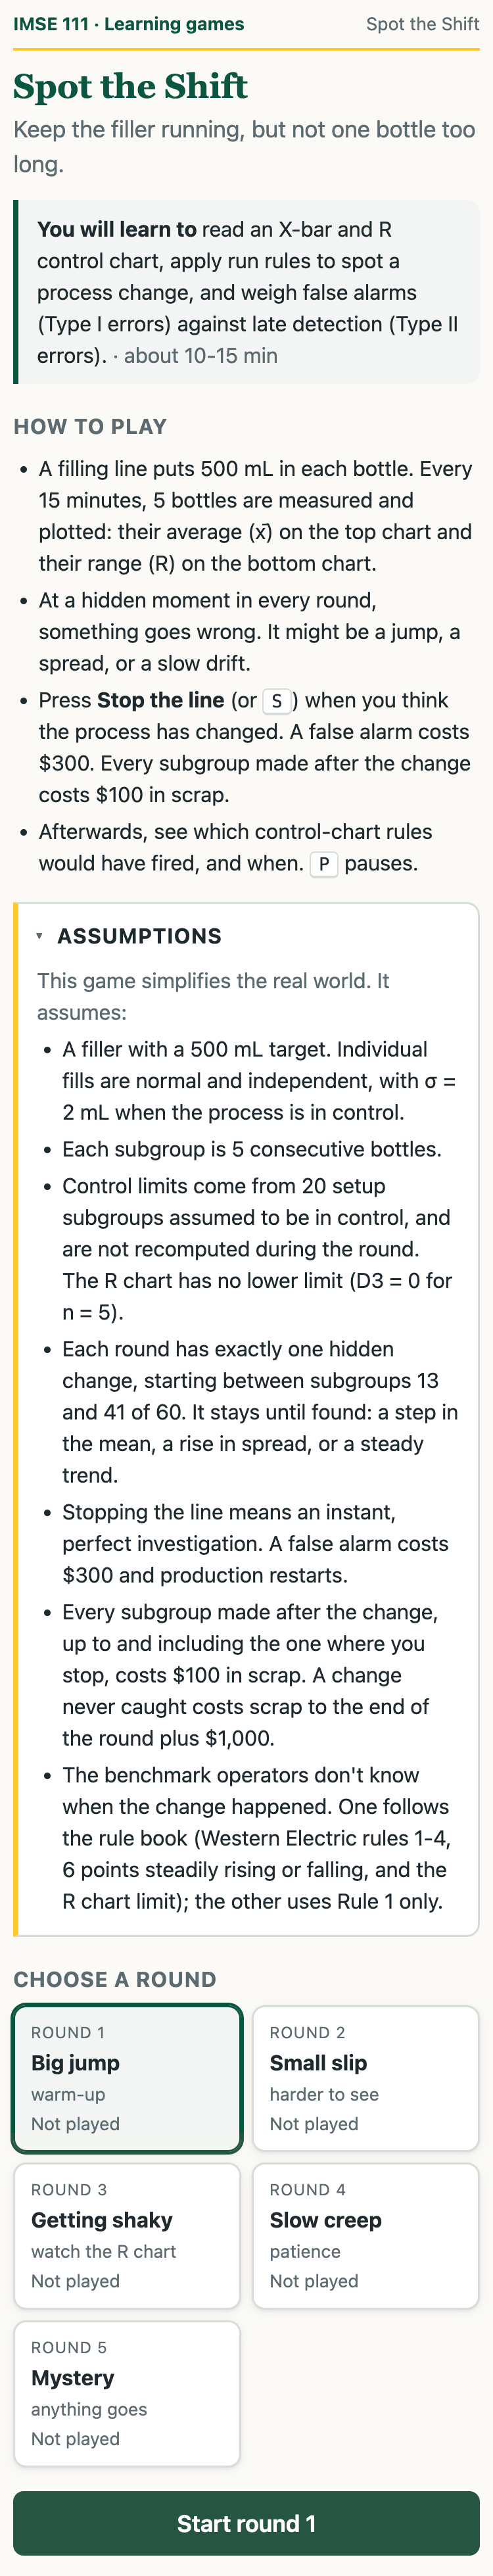 IMSE 111 · Learning games
Spot the Shift
Spot the Shift
Keep the filler running, but not one bottle too
long.
You will learn to read an X-bar and R
control chart, apply run rules to spot a
process change, and weigh false alarms
(Type I errors) against late detection (Type II
errors). · about 10-15 min
HOW TO PLAY
• A filling line puts 500 mL in each bottle. Every
15 minutes, 5 bottles are measured and
plotted: their average (x̄) on the top chart and
their range (R) on the bottom chart.
• At a hidden moment in every round,
something goes wrong. It might be a jump, a
spread, or a slow drift.
• Press Stop the line (or S) when you think
the process has changed. A false alarm costs
$300. Every subgroup made after the change
costs $100 in scrap.
• Afterwards, see which control-chart rules
would have fired, and when. P pauses.
▾ ASSUMPTIONS
This game simplifies the real world. It
assumes:
• A filler with a 500 mL target. Individual
fills are normal and independent, with σ =
2 mL when the process is in control.
• Each subgroup is 5 consecutive bottles.
• Control limits come from 20 setup
subgroups assumed to be in control, and
are not recomputed during the round.
The R chart has no lower limit (D3 = 0 for
n = 5).
• Each round has exactly one hidden
change, starting between subgroups 13
and 41 of 60. It stays until found: a step in
the mean, a rise in spread, or a steady
trend.
• Stopping the line means an instant,
perfect investigation. A false alarm costs
$300 and production restarts.
• Every subgroup made after the change,
up to and including the one where you
stop, costs $100 in scrap. A change
never caught costs scrap to the end of
the round plus $1,000.
• The benchmark operators don't know
when the change happened. One follows
the rule book (Western Electric rules 1-4,
6 points steadily rising or falling, and the
R chart limit); the other uses Rule 1 only.
CHOOSE A ROUND
ROUND 1
Big jump
warm-up
Not played
ROUND 2
Small slip
harder to see
Not played
ROUND 3
Getting shaky
watch the R chart
Not played
ROUND 4
Slow creep
patience
Not played
ROUND 5
Mystery
anything goes
Not played
Start round 1